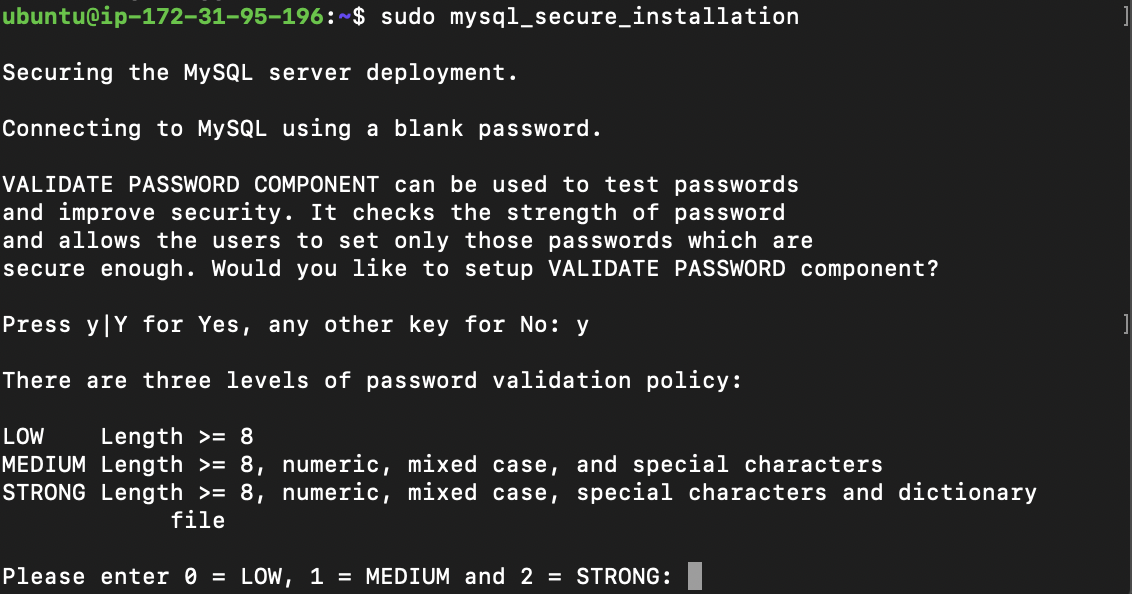 ubuntu@ip-172-31-95-196:~$ sudo mysql_secure_installation
Securing the MySQL server deployment.
Connecting to MySQL using a blank password.
VALIDATE PASSWORD COMPONENT can be used to test passwords
and improve security. It checks the strength of password
and allows the users to set only those passwords which are
secure enough. Would you like to setup VALIDATE PASSWORD component?
Press y|Y for Yes, any other key for No: y
There are three levels of password validation policy:
LOW    Length >= 8
MEDIUM Length >= 8, numeric, mixed case, and special characters
STRONG Length >= 8, numeric, mixed case, special characters and dictionary
            file
Please enter 0 = LOW, 1 = MEDIUM and 2 = STRONG: